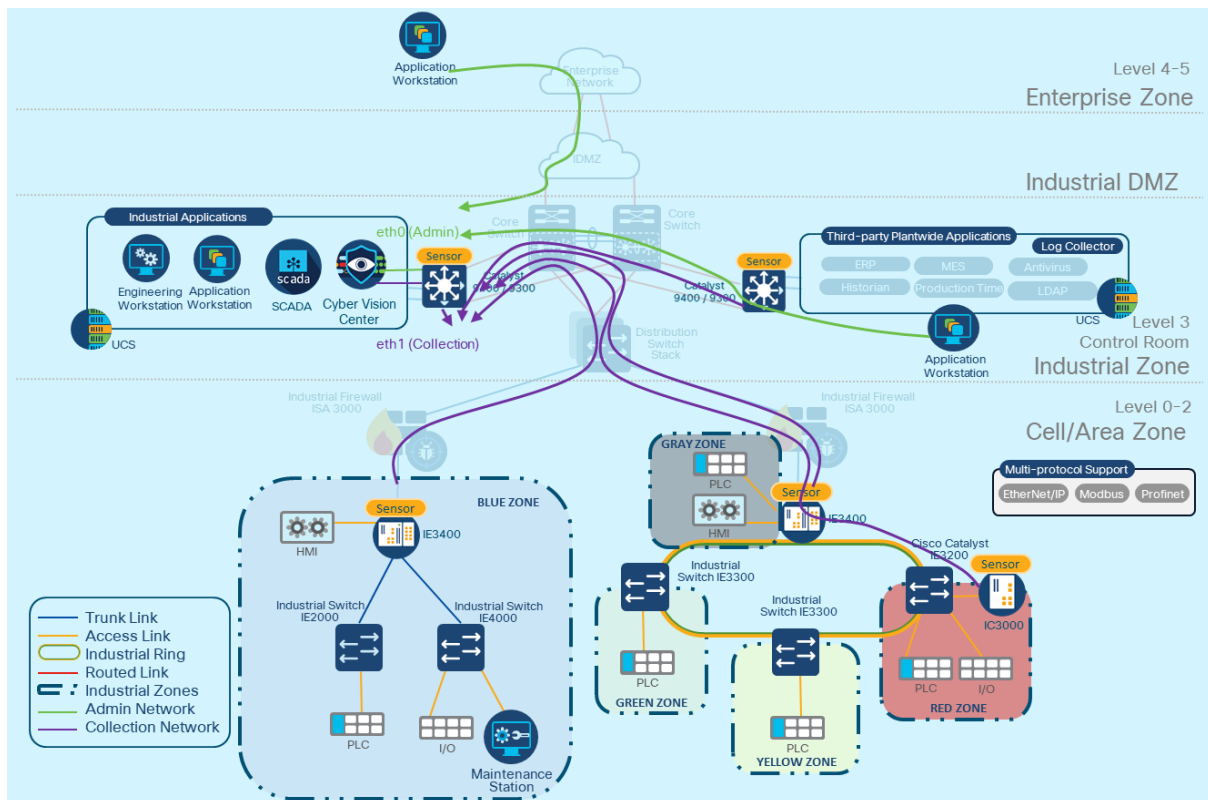 Application
Workstation
Enterprise
Network
Level 4-5
Enterprise Zone
IDMZ
Industrial DMZ
Industrial Applications
Core
Switch
Core
Switch
eth0 (Admin)
Third-party Plantwide Applications
Log Collector
Sensor
Sensor
ERP
MES
Antivirus
Historian
Production Time
LDAP
scada
Engineering
Workstation
Application
Workstation
SCADA
Cyber Vision
Center
Catalyst
9400 / 9300
Catalyst
9400 / 9300
UCS
UCS
eth1 (Collection)
Distribution
Switch
Stack
Application
Workstation
Level 3
Control Room
Industrial Zone
Industrial Firewall
ISA 3000
Industrial Firewall
ISA 3000
Level 0-2
Cell/Area Zone
GRAY ZONE
PLC
HMI
Sensor
IE3400
Multi-protocol Support
EtherNet/IP
Modbus
Profinet
BLUE ZONE
Sensor
IE3400
HMI
Industrial Switch
IE2000
Industrial Switch
IE4000
PLC
I/O
Maintenance
Station
Industrial
Switch IE3300
Industrial
Switch IE3300
Cisco Catalyst
IE3200
Sensor
IC3000
PLC
GREEN ZONE
PLC
YELLOW ZONE
PLC
I/O
RED ZONE
Trunk Link
Access Link
Industrial Ring
Routed Link
Industrial Zones
Admin Network
Collection Network